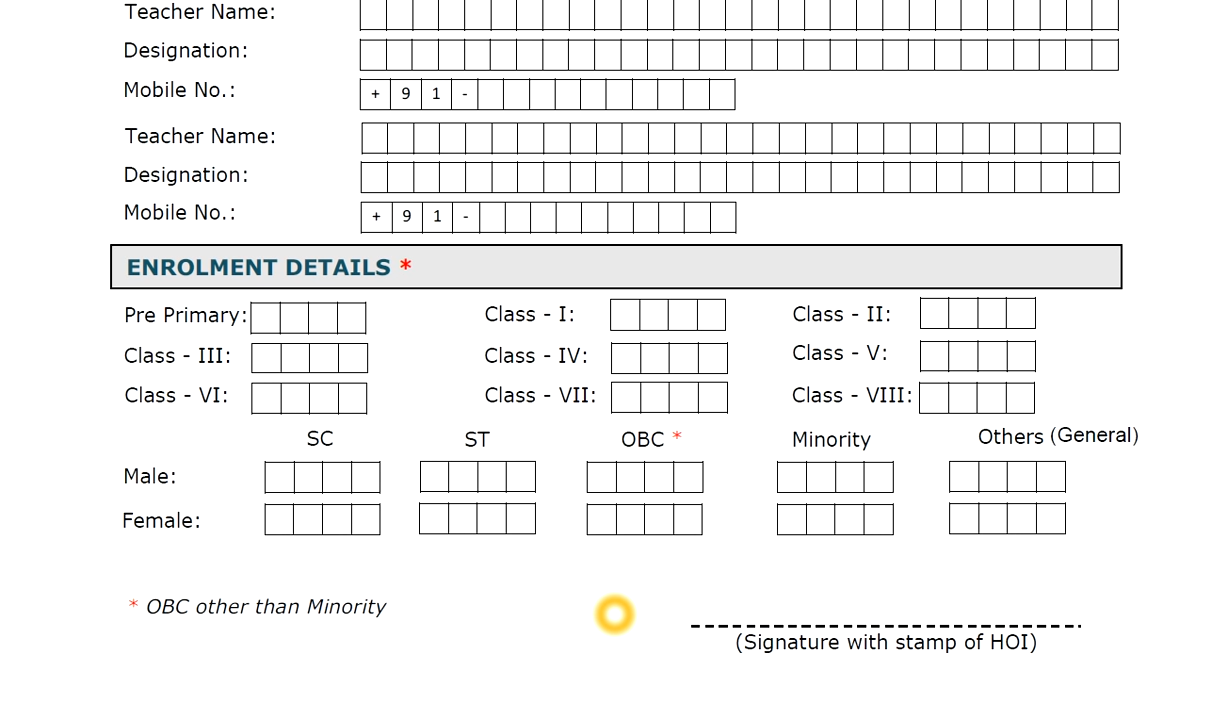 Teacher Name:
Designation:
Mobile No.: + 9 1 -
Teacher Name:
Designation:
Mobile No.: + 9 1 -
ENROLMENT DETAILS *
Pre Primary: Class - I: Class - II:
Class - III: Class - IV: Class - V:
Class - VI: Class - VII: Class - VIII:
SC ST OBC * Minority Others (General)
Male:
Female:
* OBC other than Minority
(Signature with stamp of HOI)